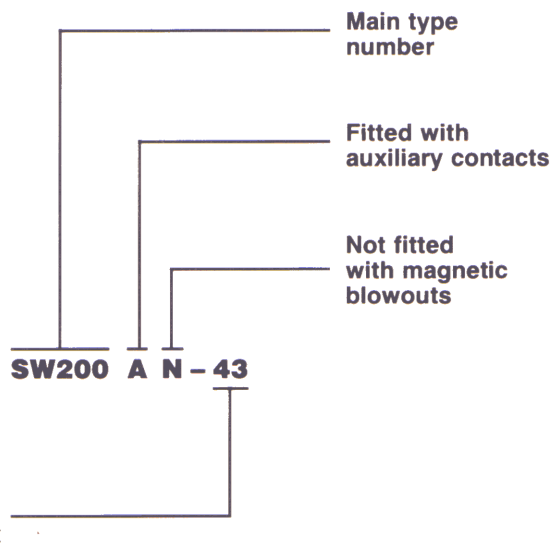 Main type
number
Fitted with
auxiliary contacts
Not fitted
with magnetic
blowouts
SW200 A N – 43